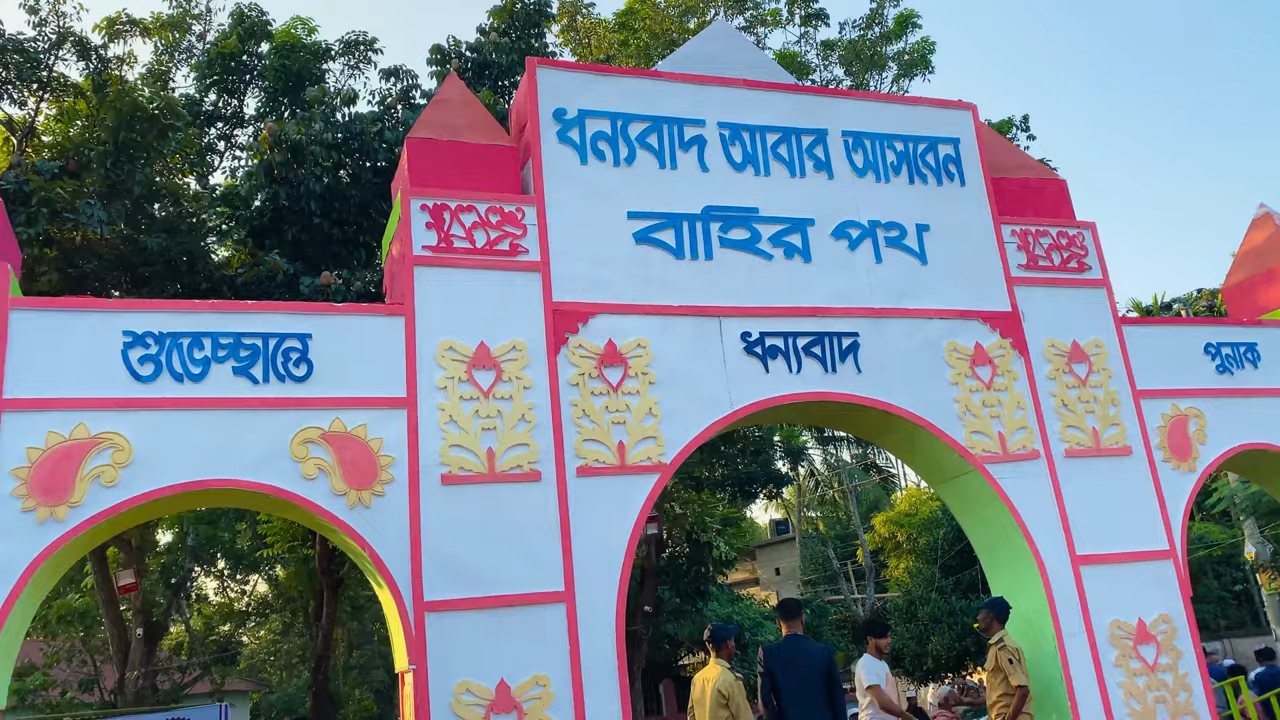 ধন্যবাদ আবার আসবেন
বাহির পথ
শুভেচ্ছান্তে
ধন্যবাদ
পুনাক